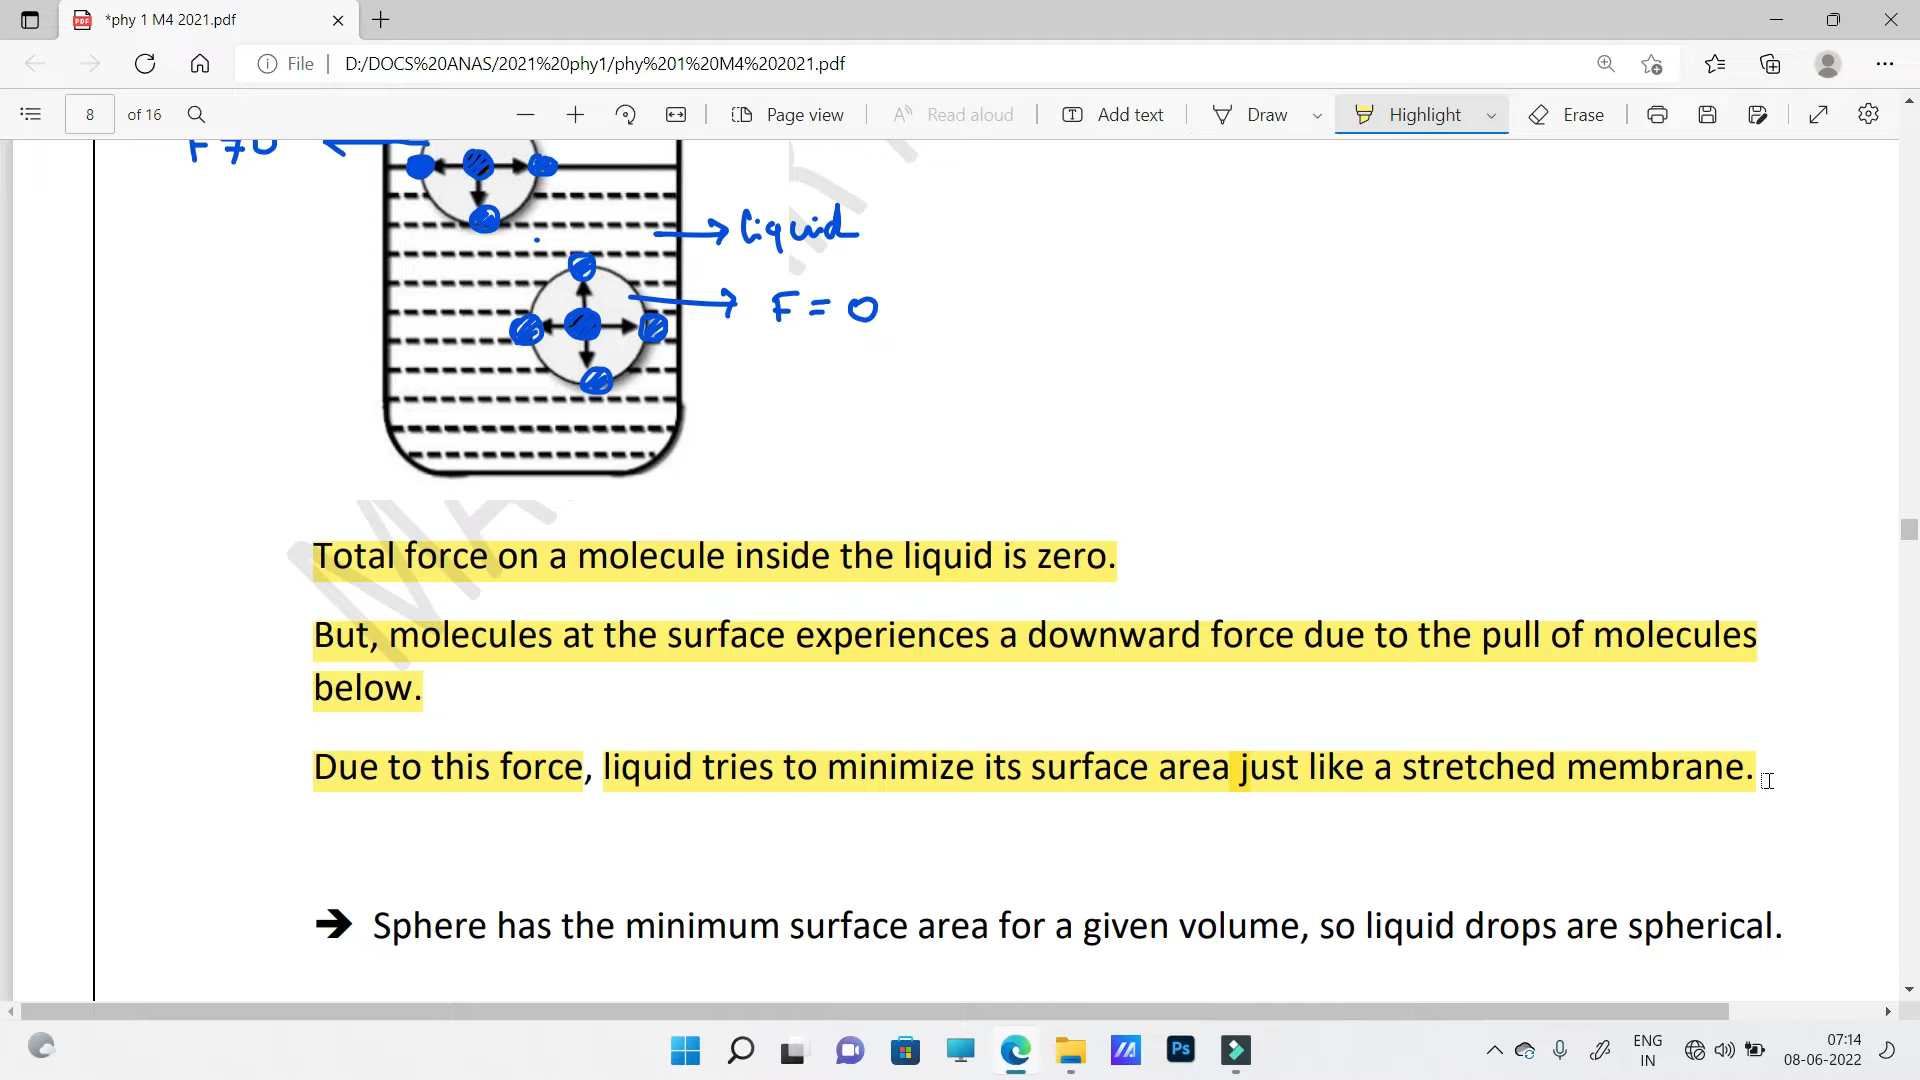 *phy 1 M4 2021.pdf
File
D:/DOCS%20ANAS/2021%20phy1/phy%201%20M4%202021.pdf
8 of 16
Page view
Read aloud
Add text
Draw
Highlight
Erase
F≠0
liquid
F = 0
Total force on a molecule inside the liquid is zero.
But, molecules at the surface experiences a downward force due to the pull of molecules
below.
Due to this force, liquid tries to minimize its surface area just like a stretched membrane.
➔ Sphere has the minimum surface area for a given volume, so liquid drops are spherical.
Ps
ENG
IN
07:14
08-06-2022